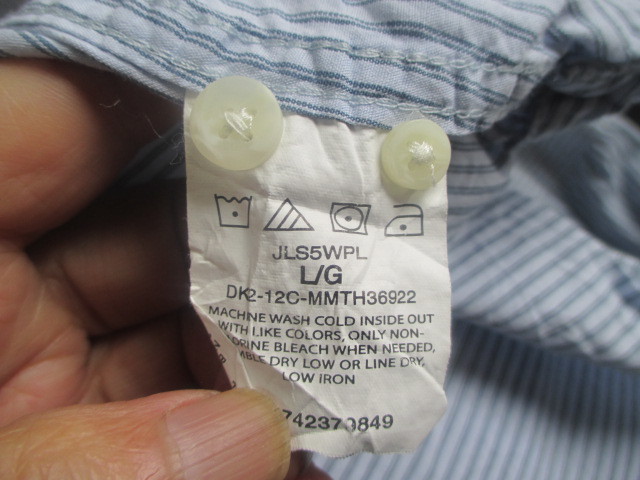 JLS5WPL
L/G
DK2-12C-MMTH36922
MACHINE WASH COLD INSIDE OUT
WITH LIKE COLORS, ONLY NON-
BLEACH WHEN NEEDED,
DRY LOW OR LINE DRY,
LOW IRON